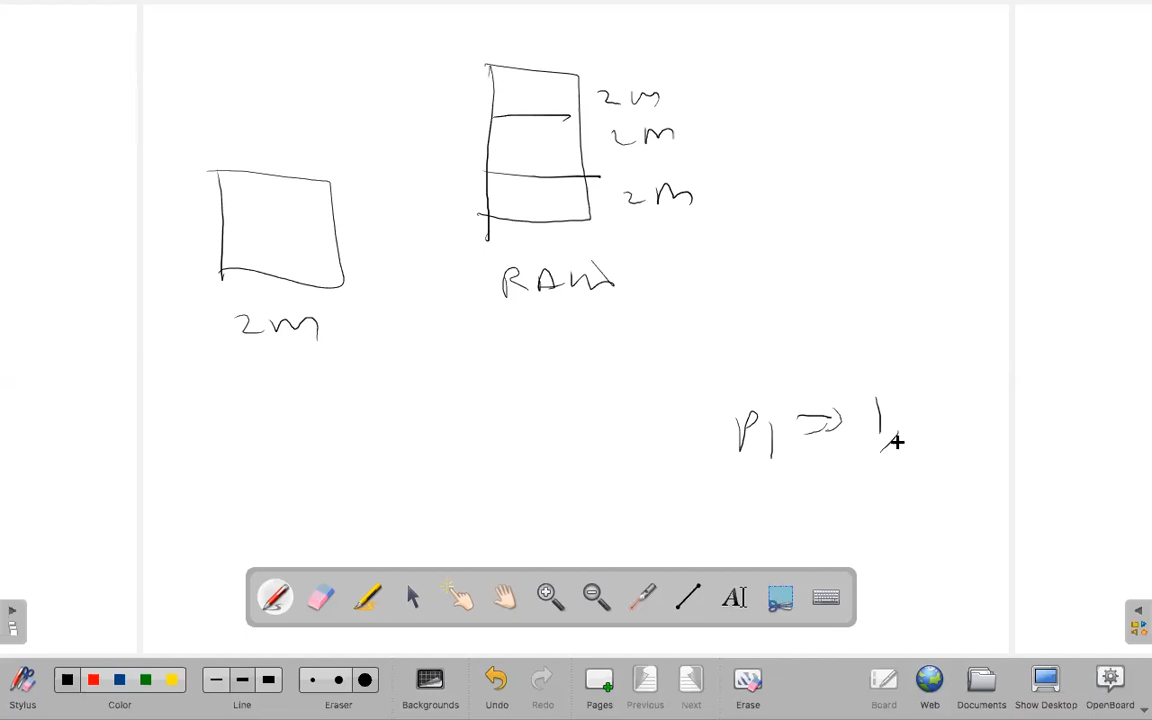 2m
2m
2m
RAM
2m
P1 ⇒ 1
Stylus
Color
Line
Eraser
Backgrounds
Undo
Redo
Pages
Previous
Next
Erase
Board
Web
Documents
Show Desktop
OpenBoard